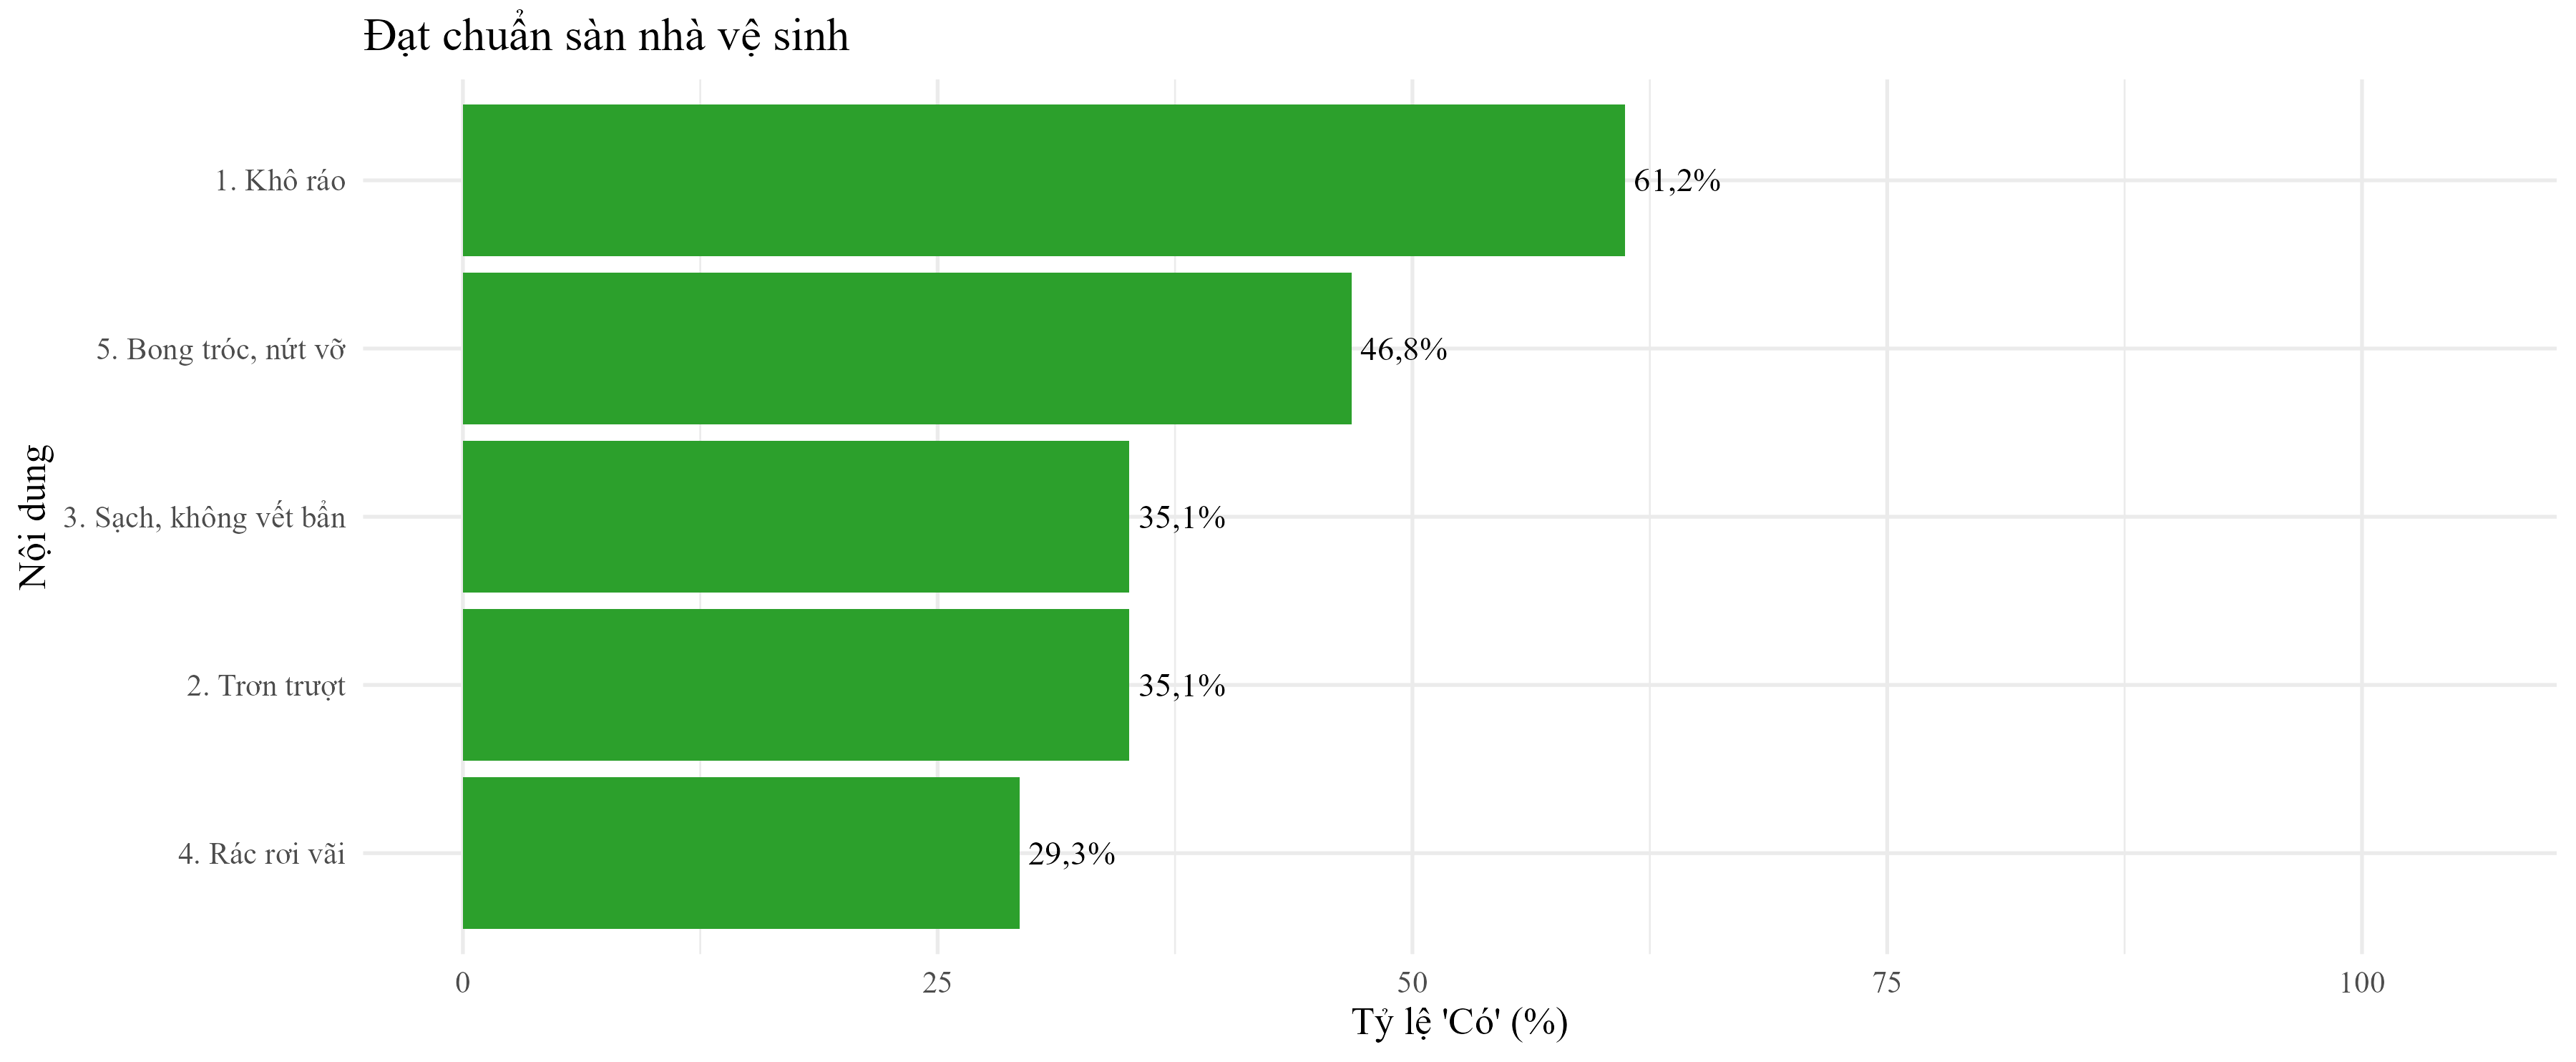 Đạt chuẩn sàn nhà vệ sinh
Nội dung
1. Khô ráo
61,2%
5. Bong tróc, nứt vỡ
46,8%
3. Sạch, không vết bẩn
35,1%
2. Trơn trượt
35,1%
4. Rác rơi vãi
29,3%
0 25 50 75 100
Tỷ lệ 'Có' (%)